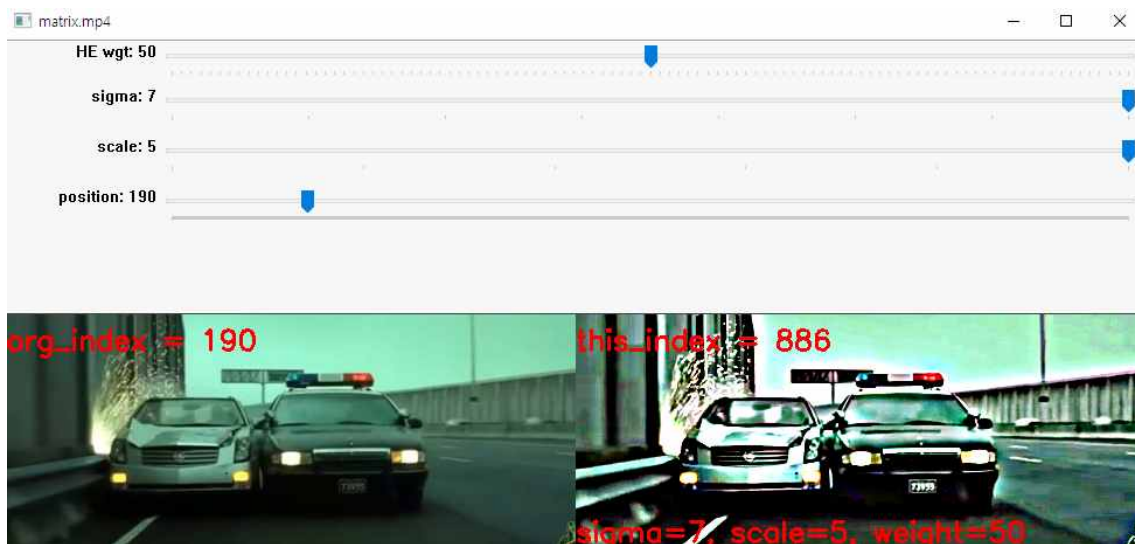 matrix.mp4
HE wgt: 50
sigma: 7
scale: 5
position: 190
org_index = 190
this_index = 886
sigma=7, scale=5, weight=50